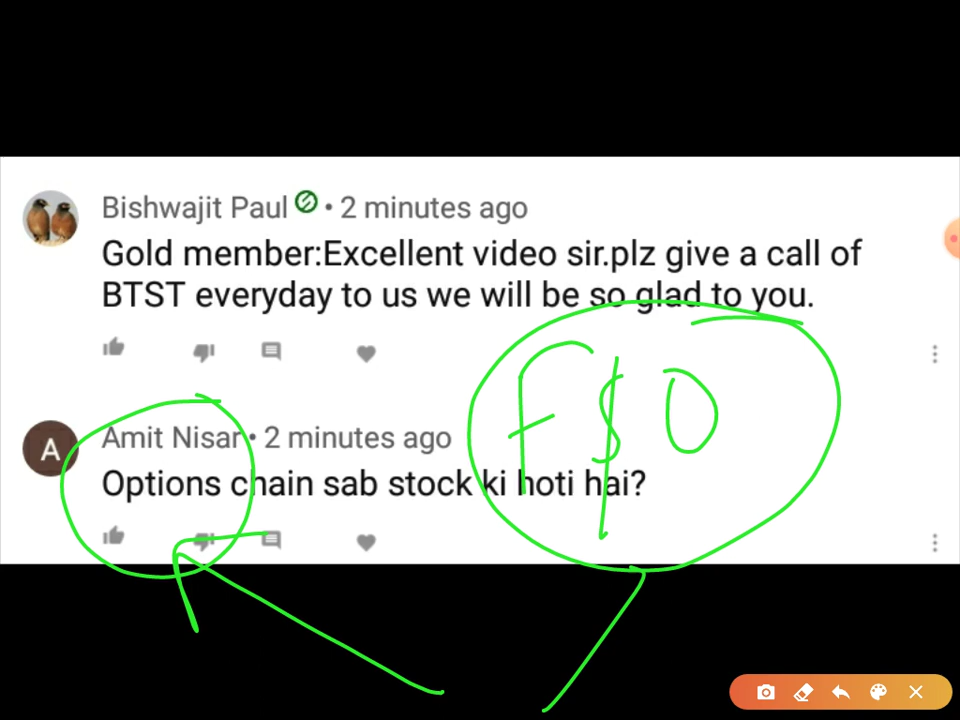 Bishwajit Paul • 2 minutes ago
Gold member:Excellent video sir.plz give a call of
BTST everyday to us we will be so glad to you.
F$O
A Amit Nisar • 2 minutes ago
Options chain sab stock ki hoti hai?